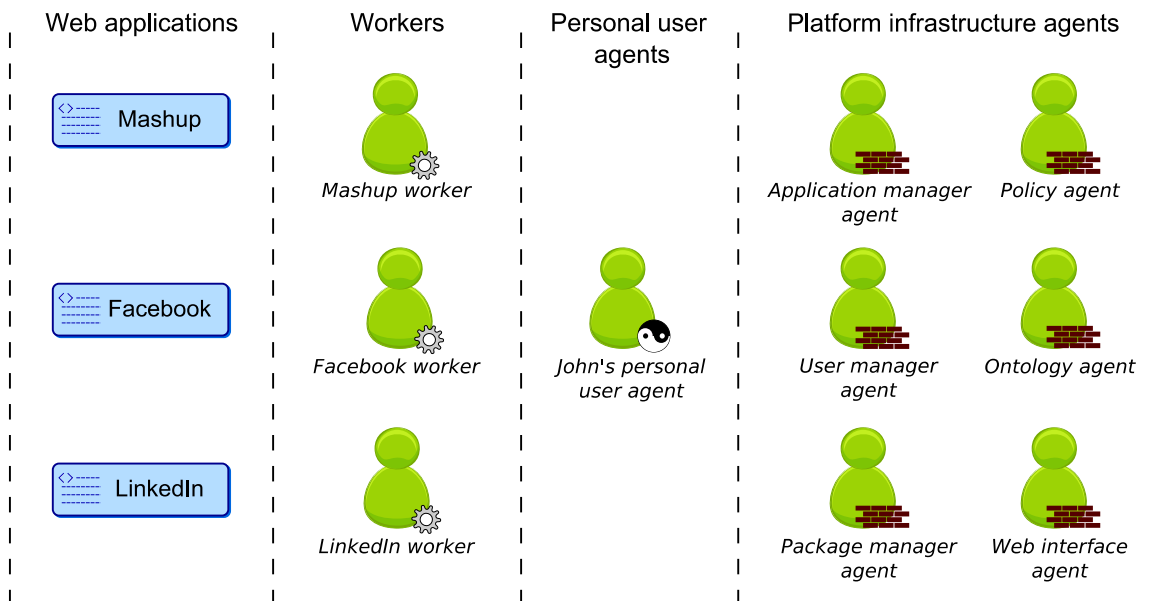 Web applications
Workers
Personal user
agents
Platform infrastructure agents
Mashup
Mashup worker
Application manager
agent
Policy agent
Facebook
Facebook worker
John's personal
user agent
User manager
agent
Ontology agent
LinkedIn
LinkedIn worker
Package manager
agent
Web interface
agent